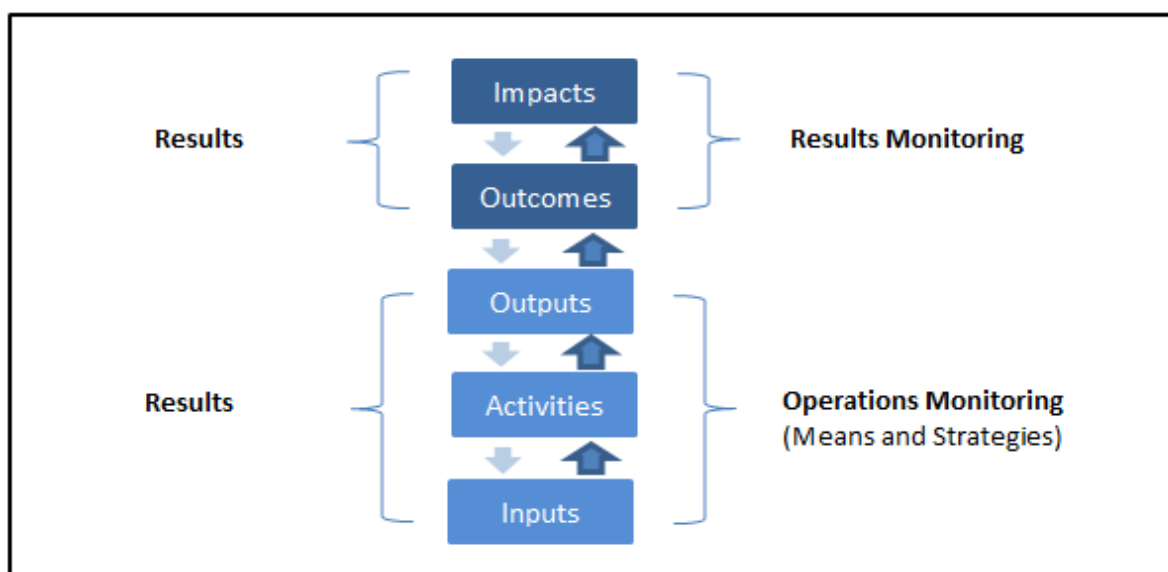 Impacts
Results
Results Monitoring
Outcomes
Outputs
Activities
Results
Operations Monitoring
(Means and Strategies)
Inputs